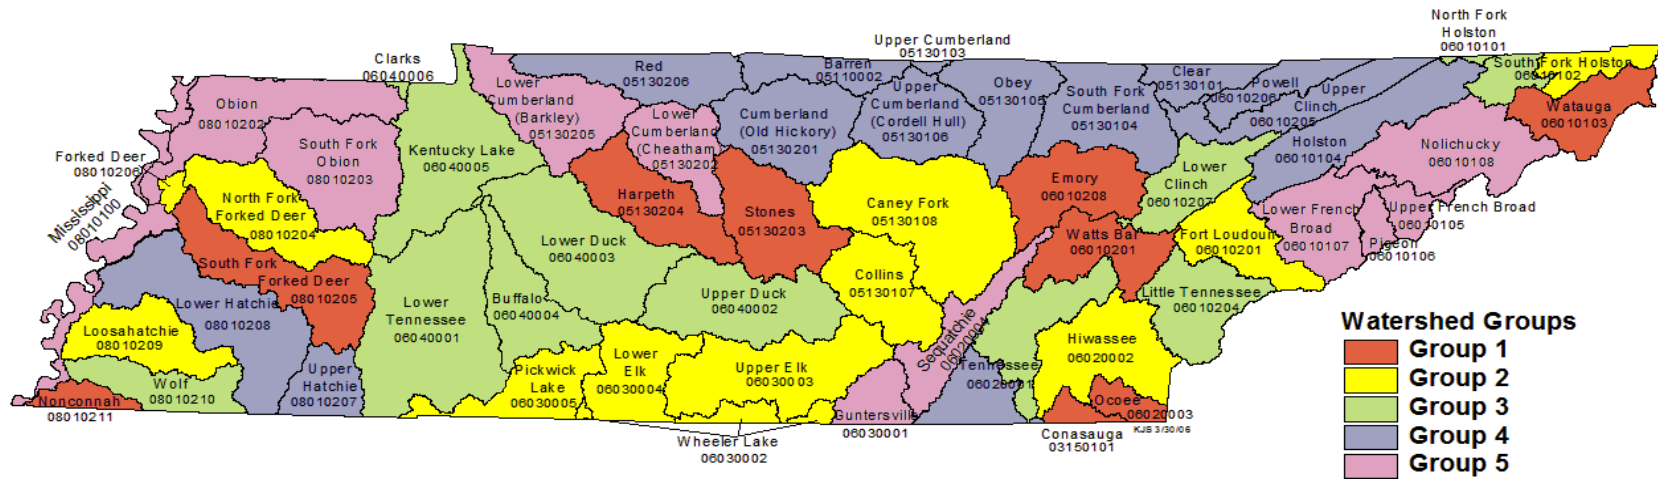 North Fork
Holston
06010101
Upper Cumberland
05130103
Clarks
06040006
Red
05130206
Barren
05110002
Obey
05130105
South Fork
Cumberland
05130104
Clear
05130101
Powell
06010206
Upper
Clinch
06010205
South Fork Holston
06010102
Watauga
06010103
Obion
08010202
Lower
Cumberland
(Barkley)
05130205
Lower
Cumberland
(Cheatham)
05130202
Cumberland
(Old Hickory)
05130201
Upper
Cumberland
(Cordell Hull)
05130106
Holston
06010104
Nolichucky
06010108
South Fork
Obion
08010203
Kentucky Lake
06040005
Forked Deer
08010206
Mississippi
08010100
North Fork
Forked Deer
08010204
Harpeth
05130204
Stones
05130203
Caney Fork
05130108
Emory
06010208
Lower
Clinch
06010207
Lower French
Broad
06010107
Upper French Broad
06010105
Pigeon
06010106
Watts Bar
06010201
Fort Loudoun
06010201
Lower Duck
06040003
South Fork
Forked Deer
08010205
Collins
05130107
Little Tennessee
06010204
Lower Hatchie
08010208
Lower
Tennessee
06040001
Buffalo
06040004
Upper Duck
06040002
Sequatchie
06020004
Loosahatchie
08010209
Hiwassee
06020002
Wolf
08010210
Upper
Hatchie
08010207
Pickwick
Lake
06030005
Lower
Elk
06030004
Upper Elk
06030003
Tennessee
06020001
Nonconnah
08010211
Ocoee
06020003
KJS 3/30/06
Guntersville
06030001
Wheeler Lake
06030002
Conasauga
03150101
Watershed Groups
Group 1
Group 2
Group 3
Group 4
Group 5